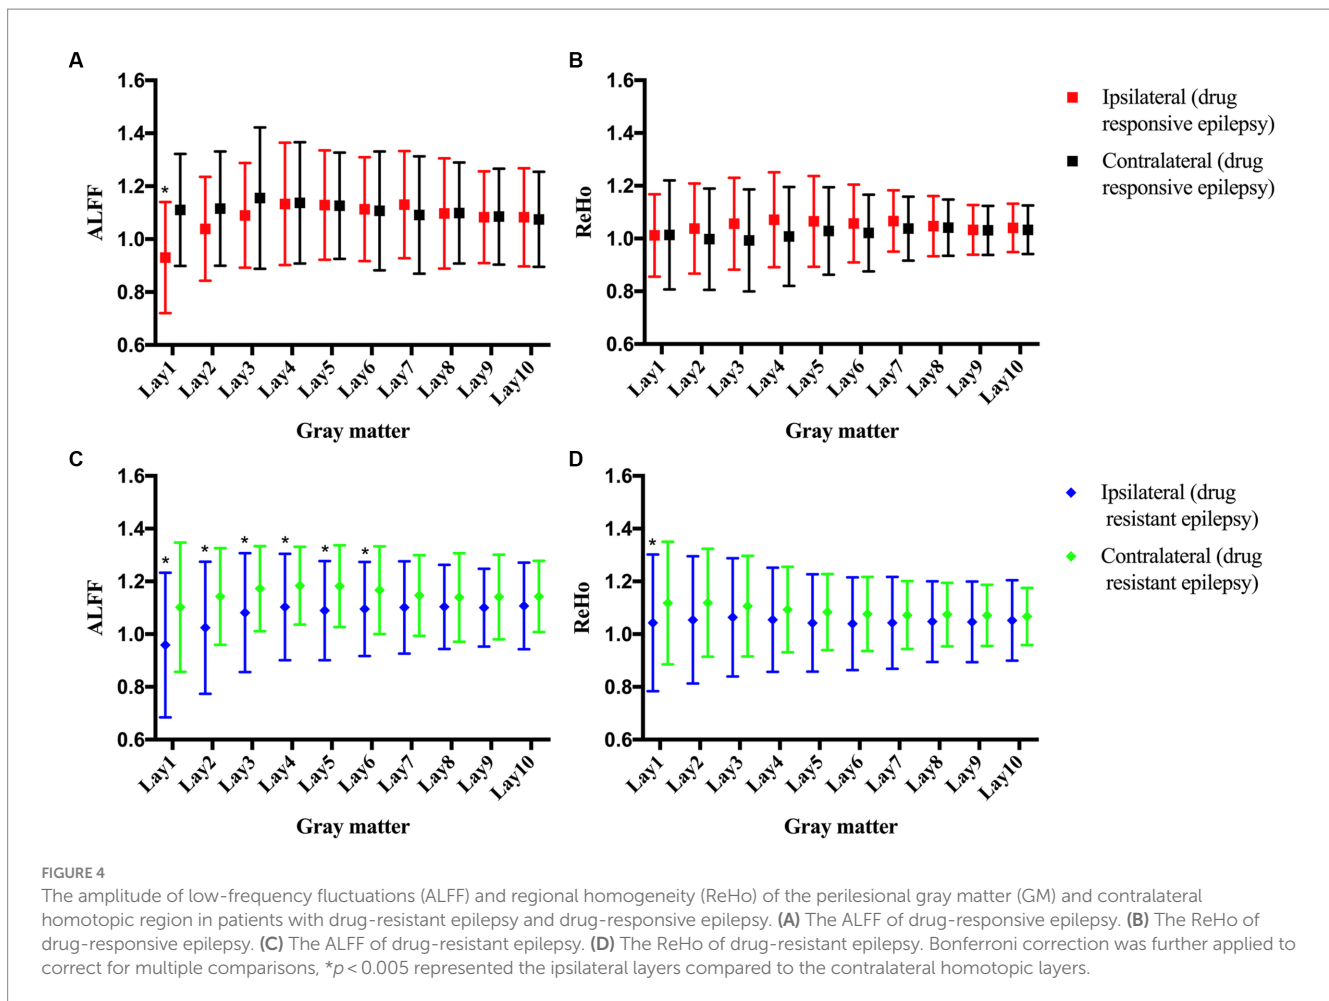 A
1.6
1.4
1.2
1.0
0.8
0.6
ALFF
*
Lay1
Lay2
Lay3
Lay4
Lay5
Lay6
Lay7
Lay8
Lay9
Lay10
Gray matter
B
1.6
1.4
1.2
1.0
0.8
0.6
ReHo
Lay1
Lay2
Lay3
Lay4
Lay5
Lay6
Lay7
Lay8
Lay9
Lay10
Gray matter
Ipsilateral (drug
responsive epilepsy)
Contralateral (drug
responsive epilepsy)
C
1.6
1.4
1.2
1.0
0.8
0.6
ALFF
* * * * * *
Lay1
Lay2
Lay3
Lay4
Lay5
Lay6
Lay7
Lay8
Lay9
Lay10
Gray matter
D
1.6
1.4
1.2
1.0
0.8
0.6
ReHo
*
Lay1
Lay2
Lay3
Lay4
Lay5
Lay6
Lay7
Lay8
Lay9
Lay10
Gray matter
Ipsilateral (drug
resistant epilepsy)
Contralateral (drug
resistant epilepsy)
FIGURE 4
The amplitude of low-frequency fluctuations (ALFF) and regional homogeneity (ReHo) of the perilesional gray matter (GM) and contralateral
homotopic region in patients with drug-resistant epilepsy and drug-responsive epilepsy. (A) The ALFF of drug-responsive epilepsy. (B) The ReHo of
drug-responsive epilepsy. (C) The ALFF of drug-resistant epilepsy. (D) The ReHo of drug-resistant epilepsy. Bonferroni correction was further applied to
correct for multiple comparisons, *p < 0.005 represented the ipsilateral layers compared to the contralateral homotopic layers.